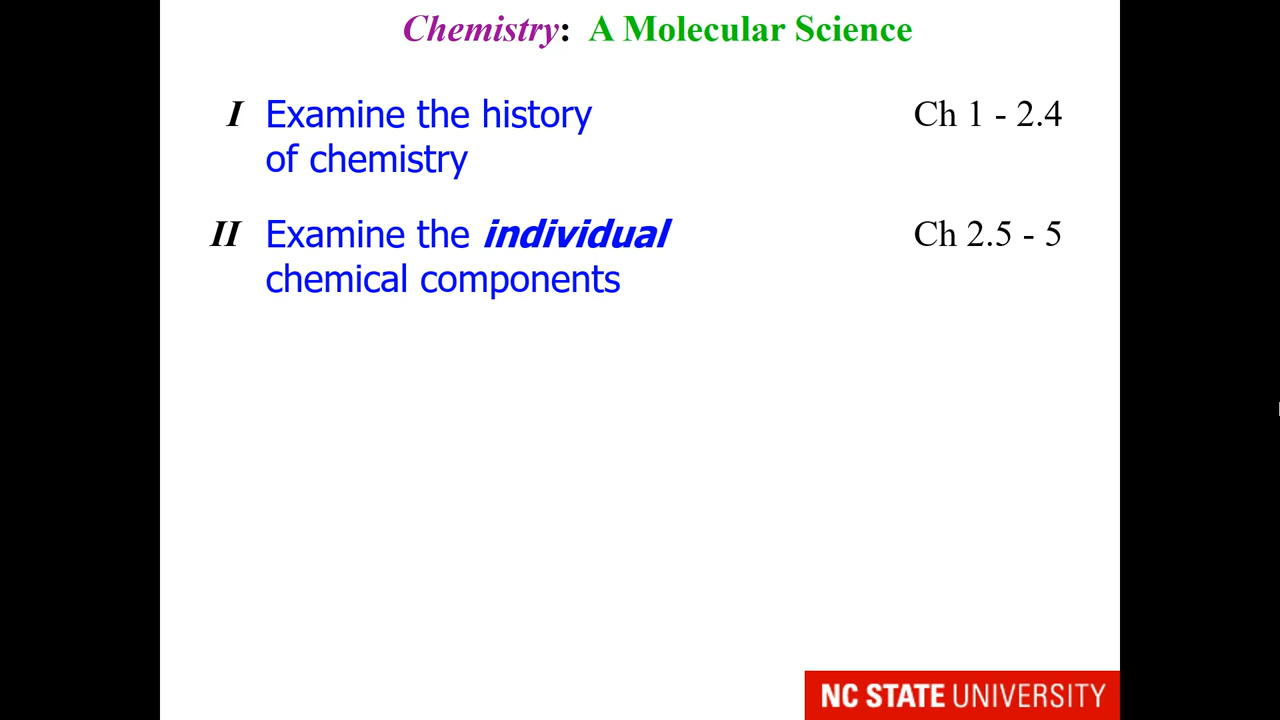 Chemistry: A Molecular Science
I Examine the history Ch 1 - 2.4
of chemistry
II Examine the individual Ch 2.5 - 5
chemical components
NC STATE UNIVERSITY